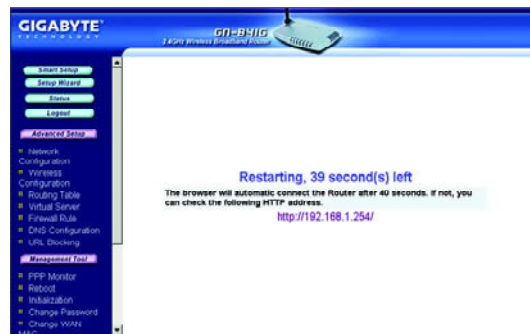 GIGABYTE™
TECHNOLOGY
GN-B41G
2.4GHz Wireless Broadband Router
Smart Setup
Setup Wizard
Status
Logout
Advanced Setup
Network
Configuration
Wireless
Configuration
Routing Table
Virtual Server
Firewall Rule
DNS Configuration
URL Blocking
Management Tool
PPP Monitor
Reboot
Initialization
Change Password
Change WAN
MAC
Restarting, 39 second(s) left
The browser will automatic connect the Router after 40 seconds. If not, you
can check the following HTTP address.
http://192.168.1.254/